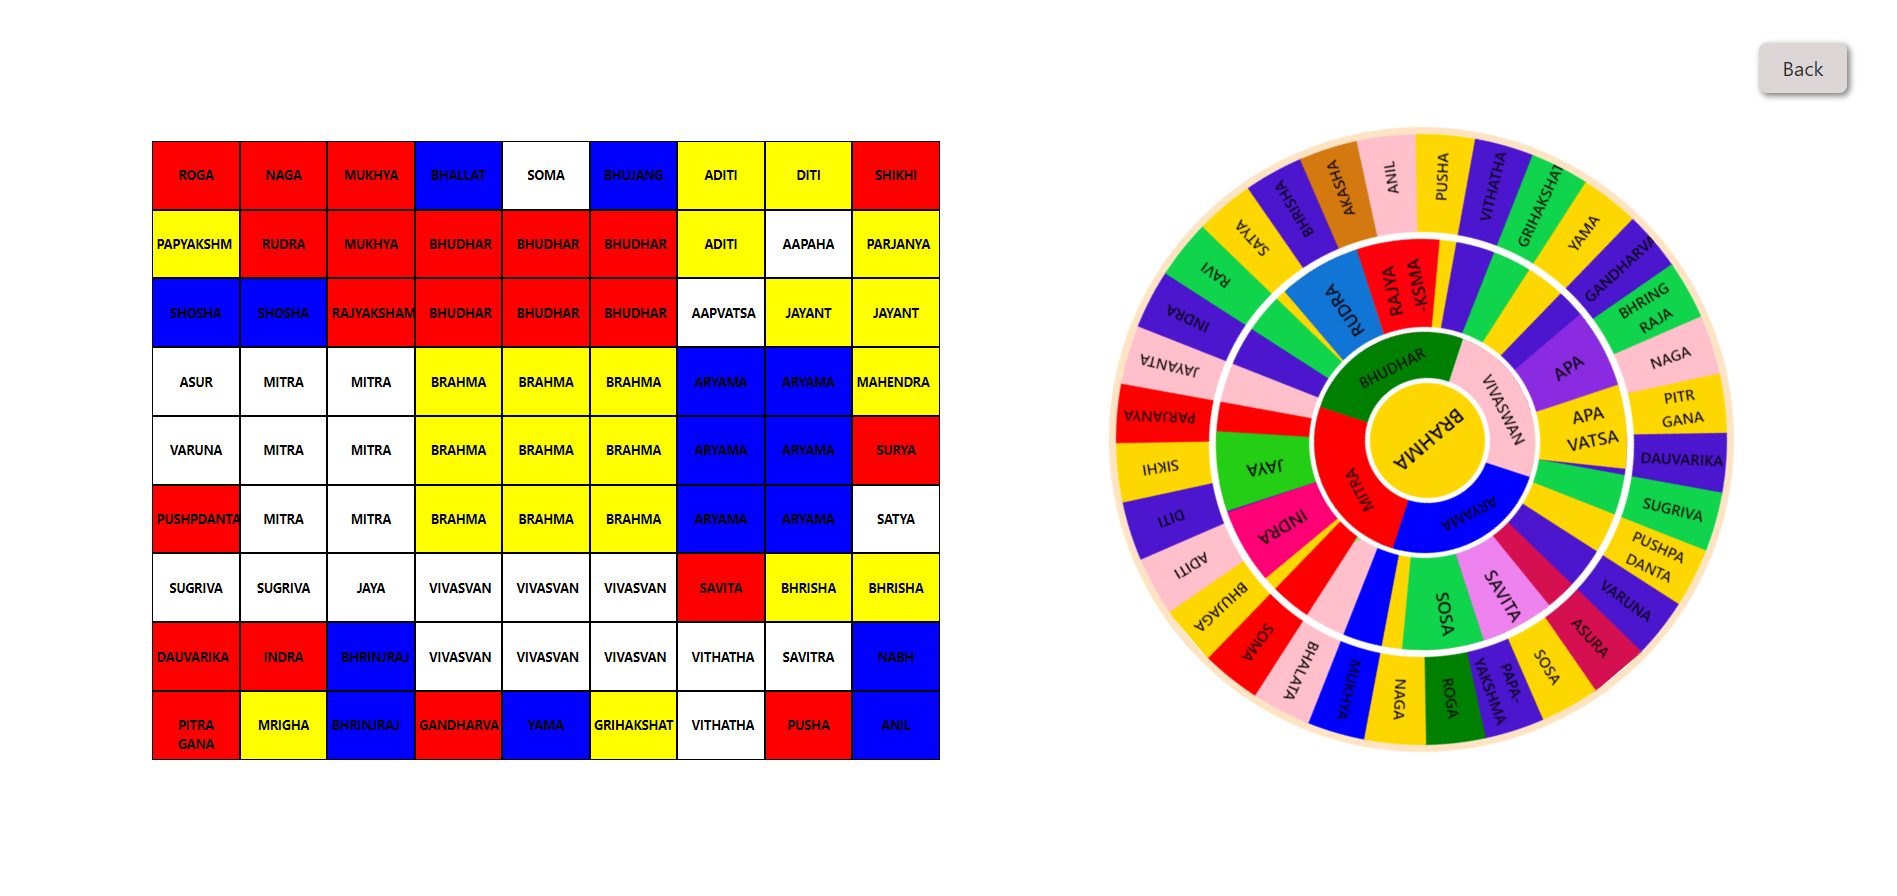 Back
ROGA NAGA MUKHYA BHALLAT SOMA BHUJANG ADITI DITI SHIKHI
PAPYAKSHM RUDRA MUKHYA BHUDHAR BHUDHAR BHUDHAR ADITI AAPAHA PARJANYA
SHOSHA SHOSHA RAJYAKSHAM BHUDHAR BHUDHAR BHUDHAR AAPVATSA JAYANT JAYANT
ASUR MITRA MITRA BRAHMA BRAHMA BRAHMA ARYAMA ARYAMA MAHENDRA
VARUNA MITRA MITRA BRAHMA BRAHMA BRAHMA ARYAMA ARYAMA SURYA
PUSHPDANTA MITRA MITRA BRAHMA BRAHMA BRAHMA ARYAMA ARYAMA SATYA
SUGRIVA SUGRIVA JAYA VIVASVAN VIVASVAN VIVASVAN SAVITA BHRISHA BHRISHA
DAUVARIKA INDRA BHRINJRAJ VIVASVAN VIVASVAN VIVASVAN VITHATHA SAVITRA NABH
PITRA MRIGHA BHRINJRAJ GANDHARVA YAMA GRIHAKSHAT VITHATHA PUSHA ANIL
GANA
ANIL
PUSHA
VITHATHA
GRIHAKSHAT
YAMA
GANDHARVA
BHRING
RAJA
NAGA
PITR
GANA
DAUVARIKA
SUGRIVA
PUSHPA
DANTA
VARUNA
ASURA
SOSA
PAPA-
YAKSHMA
ROGA
NAGA
MUKHYA
BHALATA
SOMA
BHUJAGA
ADITI
DITI
SIKHI
PARJANYA
JAYANTA
INDRA
RAVI
SATYA
BHRISHA
AKASHA
RUDRA
RAJYA
-KSMA
APA
APA
VATSA
SAVITA
SOSA
INDRA
JAYA
BHUDHAR
VIVASWAN
ARYAMA
MITRA
BRAHMA